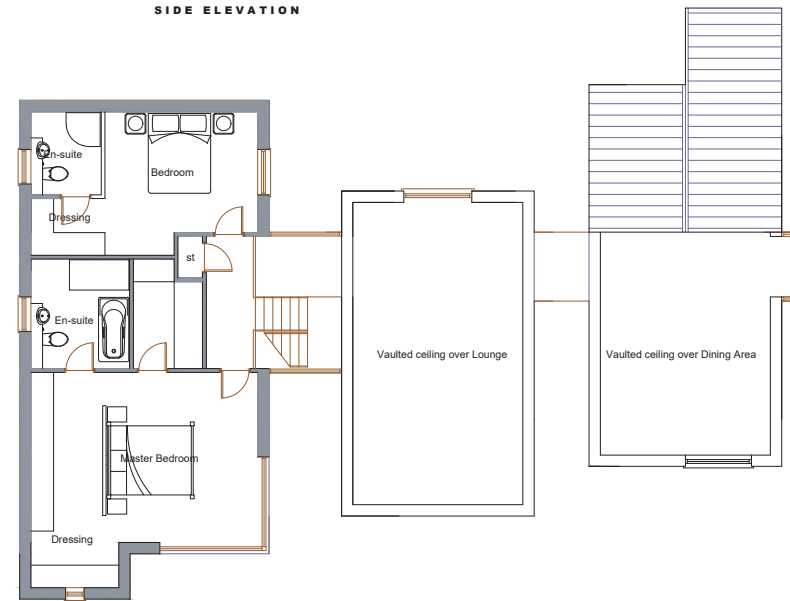 SIDE ELEVATION
En-suite
Bedroom
Dressing
st
En-suite
Vaulted ceiling over Lounge
Vaulted ceiling over Dining Area
Master Bedroom
Dressing